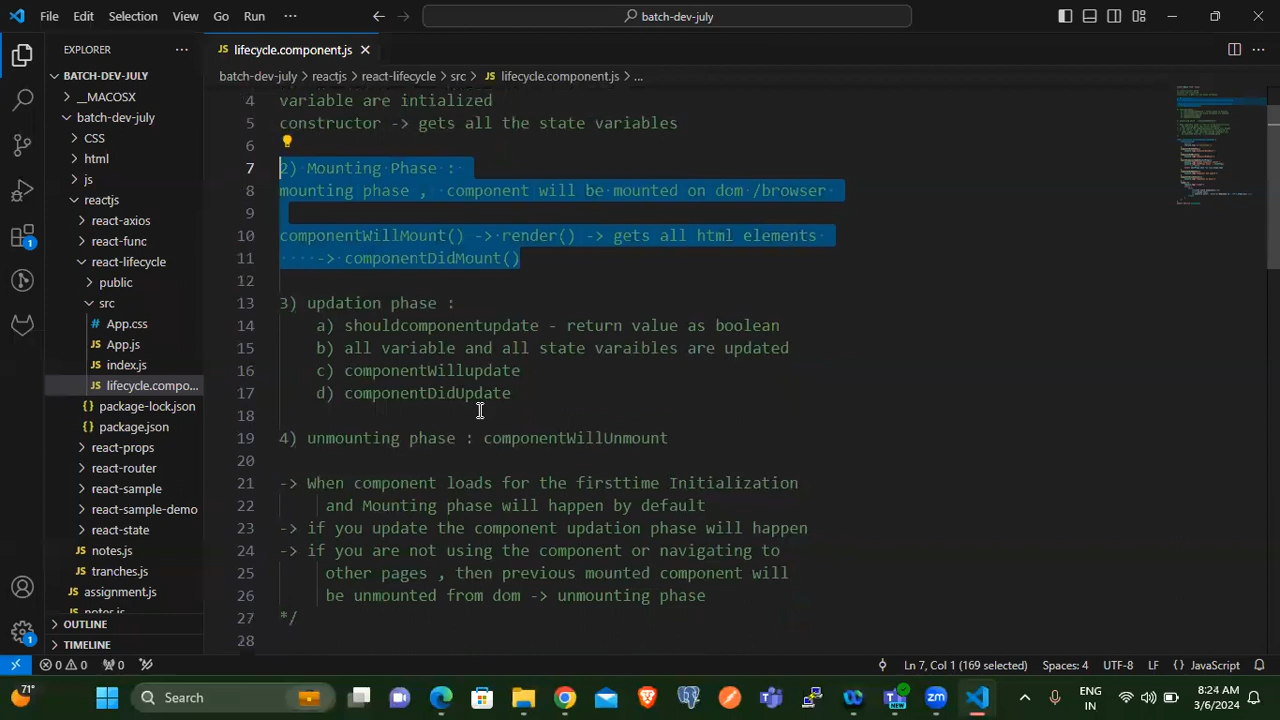 File Edit Selection View Go Run ··· batch-dev-july
EXPLORER ···
lifecycle.component.js
BATCH-DEV-JULY
batch-dev-july > reactjs > react-lifecycle > src > JS lifecycle.component.js > ...
__MACOSX
batch-dev-july
CSS
html
js
reactjs
react-axios
react-func
react-lifecycle
public
src
# App.css
JS App.js
JS index.js
JS lifecycle.compo...
package-lock.json
package.json
react-props
react-router
react-sample
react-sample-demo
react-state
JS notes.js
JS tranches.js
JS assignment.js
JS notes.js
OUTLINE
TIMELINE
4 variable are intialized
5 constructor -> gets all the state variables
6
7 2) Mounting Phase :
8 mounting phase , component will be mounted on dom /browser
9
10 componentWillMount() -> render() -> gets all html elements
11 -> componentDidMount()
12
13 3) updation phase :
14 a) shouldcomponentupdate - return value as boolean
15 b) all variable and all state varaibles are updated
16 c) componentWillupdate
17 d) componentDidUpdate
18
19 4) unmounting phase : componentWillUnmount
20
21 -> When component loads for the firsttime Initialization
22 and Mounting phase will happen by default
23 -> if you update the component updation phase will happen
24 -> if you are not using the component or navigating to
25 other pages , then previous mounted component will
26 be unmounted from dom -> unmounting phase
27 */
28
0 0 0 Ln 7, Col 1 (169 selected) Spaces: 4 UTF-8 LF JavaScript
71° Search ENG IN 8:24 AM 3/6/2024